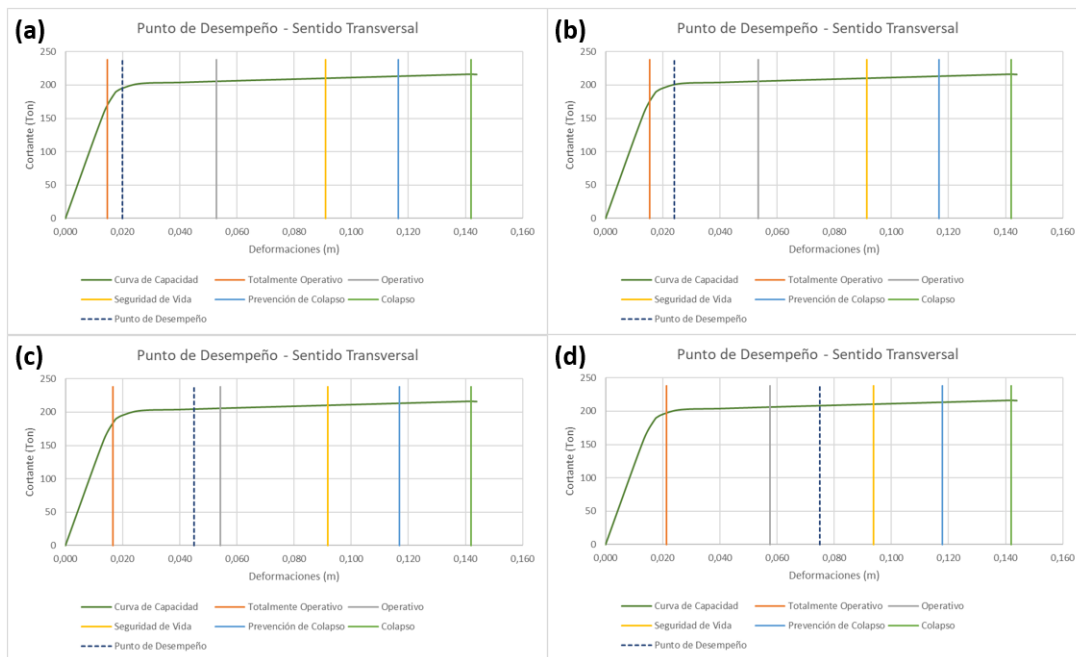 (a)
Punto de Desempeño - Sentido Transversal
250
200
150
100
50
0
Cortante (Ton)
0,000 0,020 0,040 0,060 0,080 0,100 0,120 0,140 0,160
Deformaciones (m)
Curva de Capacidad Totalmente Operativo Operativo
Seguridad de Vida Prevención de Colapso Colapso
Punto de Desempeño
(b)
Punto de Desempeño - Sentido Transversal
250
200
150
100
50
0
Cortante (Ton)
0,000 0,020 0,040 0,060 0,080 0,100 0,120 0,140 0,160
Deformaciones (m)
Curva de Capacidad Totalmente Operativo Operativo
Seguridad de Vida Prevención de Colapso Colapso
Punto de Desempeño
(c)
Punto de Desempeño - Sentido Transversal
250
200
150
100
50
0
Cortante (Ton)
0,000 0,020 0,040 0,060 0,080 0,100 0,120 0,140 0,160
Deformaciones (m)
Curva de Capacidad Totalmente Operativo Operativo
Seguridad de Vida Prevención de Colapso Colapso
Punto de Desempeño
(d)
Punto de Desempeño - Sentido Transversal
250
200
150
100
50
0
Cortante (Ton)
0,000 0,020 0,040 0,060 0,080 0,100 0,120 0,140 0,160
Deformaciones (m)
Curva de Capacidad Totalmente Operativo Operativo
Seguridad de Vida Prevención de Colapso Colapso
Punto de Desempeño